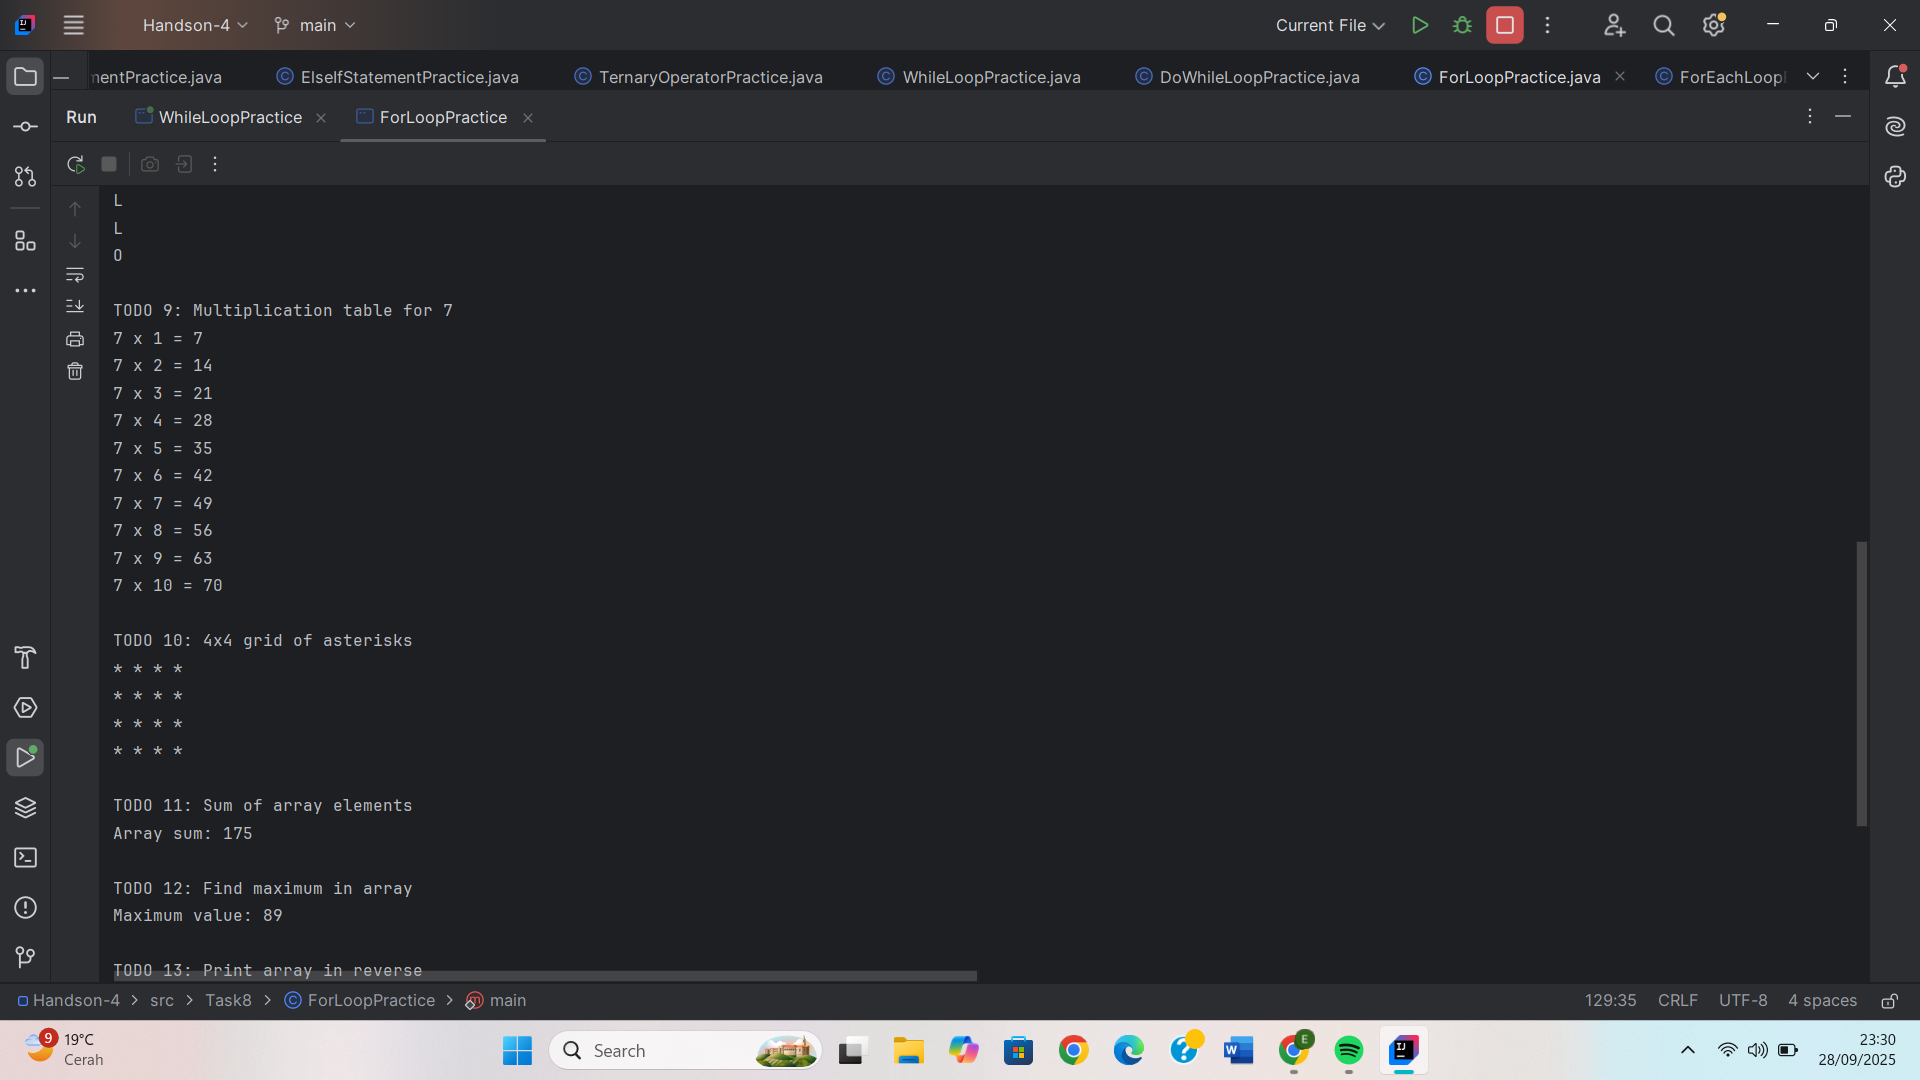 Handson-4
main
Current File
mentPractice.java
ElseIfStatementPractice.java
TernaryOperatorPractice.java
WhileLoopPractice.java
DoWhileLoopPractice.java
ForLoopPractice.java
ForEachLoop
Run
WhileLoopPractice
ForLoopPractice
L
L
O
TODO 9: Multiplication table for 7
7 x 1 = 7
7 x 2 = 14
7 x 3 = 21
7 x 4 = 28
7 x 5 = 35
7 x 6 = 42
7 x 7 = 49
7 x 8 = 56
7 x 9 = 63
7 x 10 = 70
TODO 10: 4x4 grid of asterisks
* * * *
* * * *
* * * *
* * * *
TODO 11: Sum of array elements
Array sum: 175
TODO 12: Find maximum in array
Maximum value: 89
TODO 13: Print array in reverse
Handson-4 > src > Task8 > ForLoopPractice > main
129:35 CRLF UTF-8 4 spaces
9
19°C
Cerah
Search
E
23:30
28/09/2025